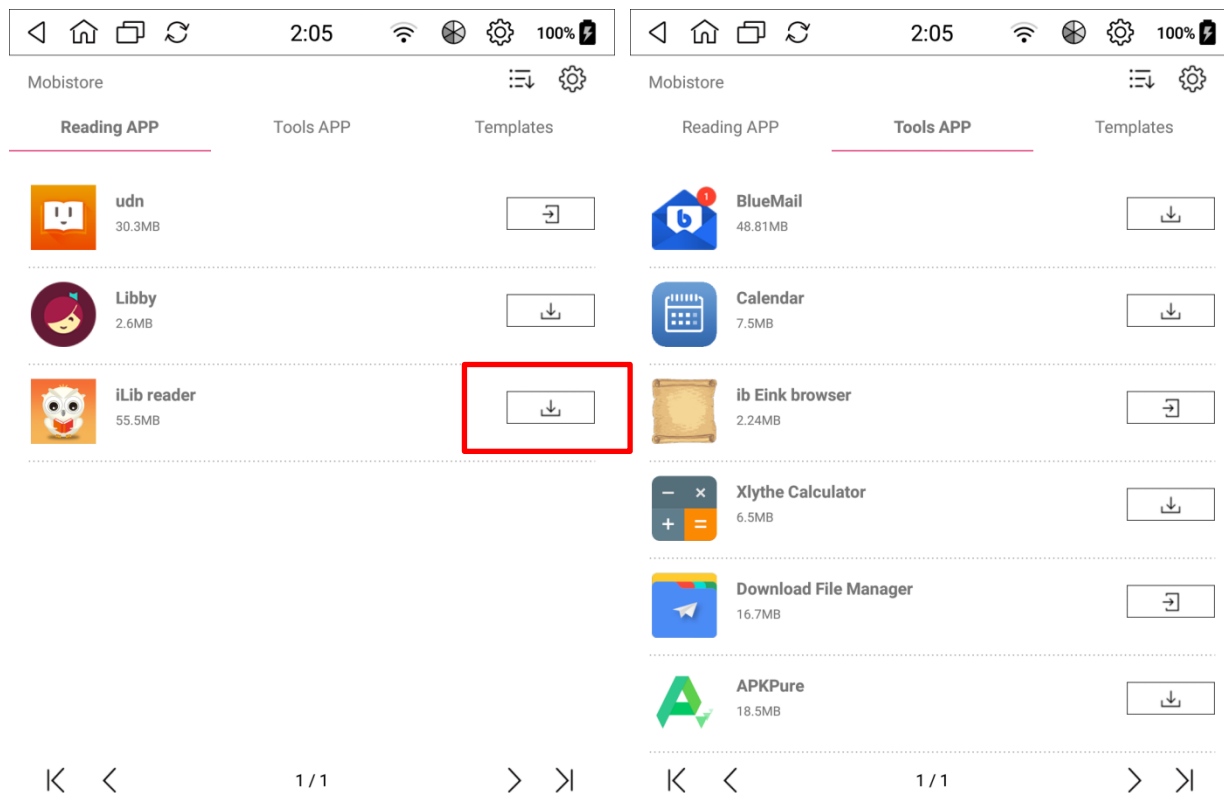 2:05
100%
Mobistore
Reading APP
Tools APP
Templates
udn
30.3MB
Libby
2.6MB
iLib reader
55.5MB
1 / 1
2:05
100%
Mobistore
Reading APP
Tools APP
Templates
1
b
BlueMail
48.81MB
Calendar
7.5MB
ib Eink browser
2.24MB
− ×
+ =
Xlythe Calculator
6.5MB
Download File Manager
16.7MB
APKPure
18.5MB
1 / 1